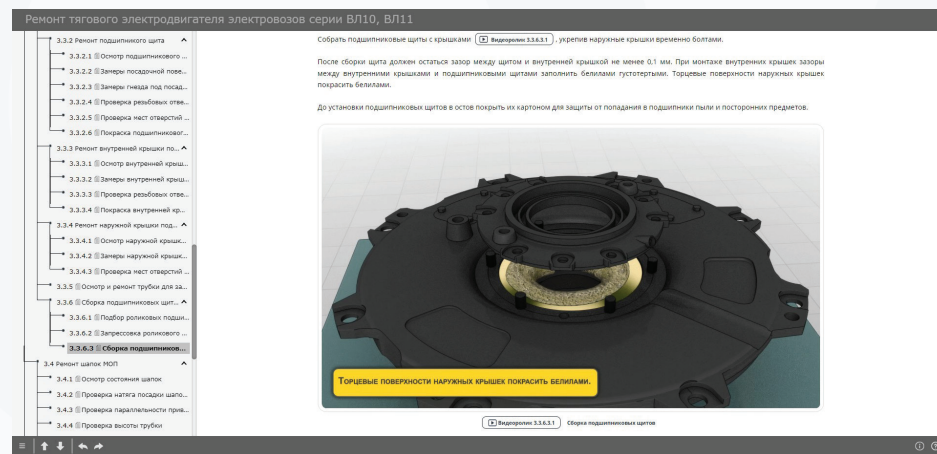 Ремонт тягового электродвигателя электровозов серии ВЛ10, ВЛ11
3.3.2 Ремонт подшипникого щита
3.3.2.1 Осмотр подшипникового ...
3.3.2.2 Замеры посадочной пове...
3.3.2.3 Замеры гнезда под посад...
3.3.2.4 Проверка резьбовых отве...
3.3.2.5 Проверка мест отверстий ...
3.3.2.6 Покраска подшипниковог...
3.3.3 Ремонт внутренней крышки по...
3.3.3.1 Осмотр внутренней крыш...
3.3.3.2 Замеры внутренней крыш...
3.3.3.3 Проверка резьбовых отве...
3.3.3.4 Покраска внутренней кр...
3.3.4 Ремонт наружной крышки под...
3.3.4.1 Осмотр наружной крышк...
3.3.4.2 Замеры наружной крышк...
3.3.4.3 Проверка мест отверстий ...
3.3.5 Осмотр и ремонт трубки для за...
3.3.6 Сборка подшипниковых щит...
3.3.6.1 Подбор роликовых подши...
3.3.6.2 Запрессовка роликового ...
3.3.6.3 Сборка подшипников...
3.4 Ремонт шапок МОП
3.4.1 Осмотр состояния шапок
3.4.2 Проверка натяга посадки шапо...
3.4.3 Проверка параллельности прив...
3.4.4 Проверка высоты трубки
Собрать подшипниковые щиты с крышками Видеоролик 3.3.6.3.1 , укрепив наружные крышки временно болтами.
После сборки щита должен остаться зазор между щитом и внутренней крышкой не менее 0,1 мм. При монтаже внутренних крышек зазоры
между внутренними крышками и подшипниковыми щитами заполнить белилами густотертыми. Торцевые поверхности наружных крышек
покрасить белилами.
До установки подшипниковых щитов в остов покрыть их картоном для защиты от попадания в подшипники пыли и посторонних предметов.
Торцевые поверхности наружных крышек покрасить белилами.
Видеоролик 3.3.6.3.1 Сборка подшипниковых щитов